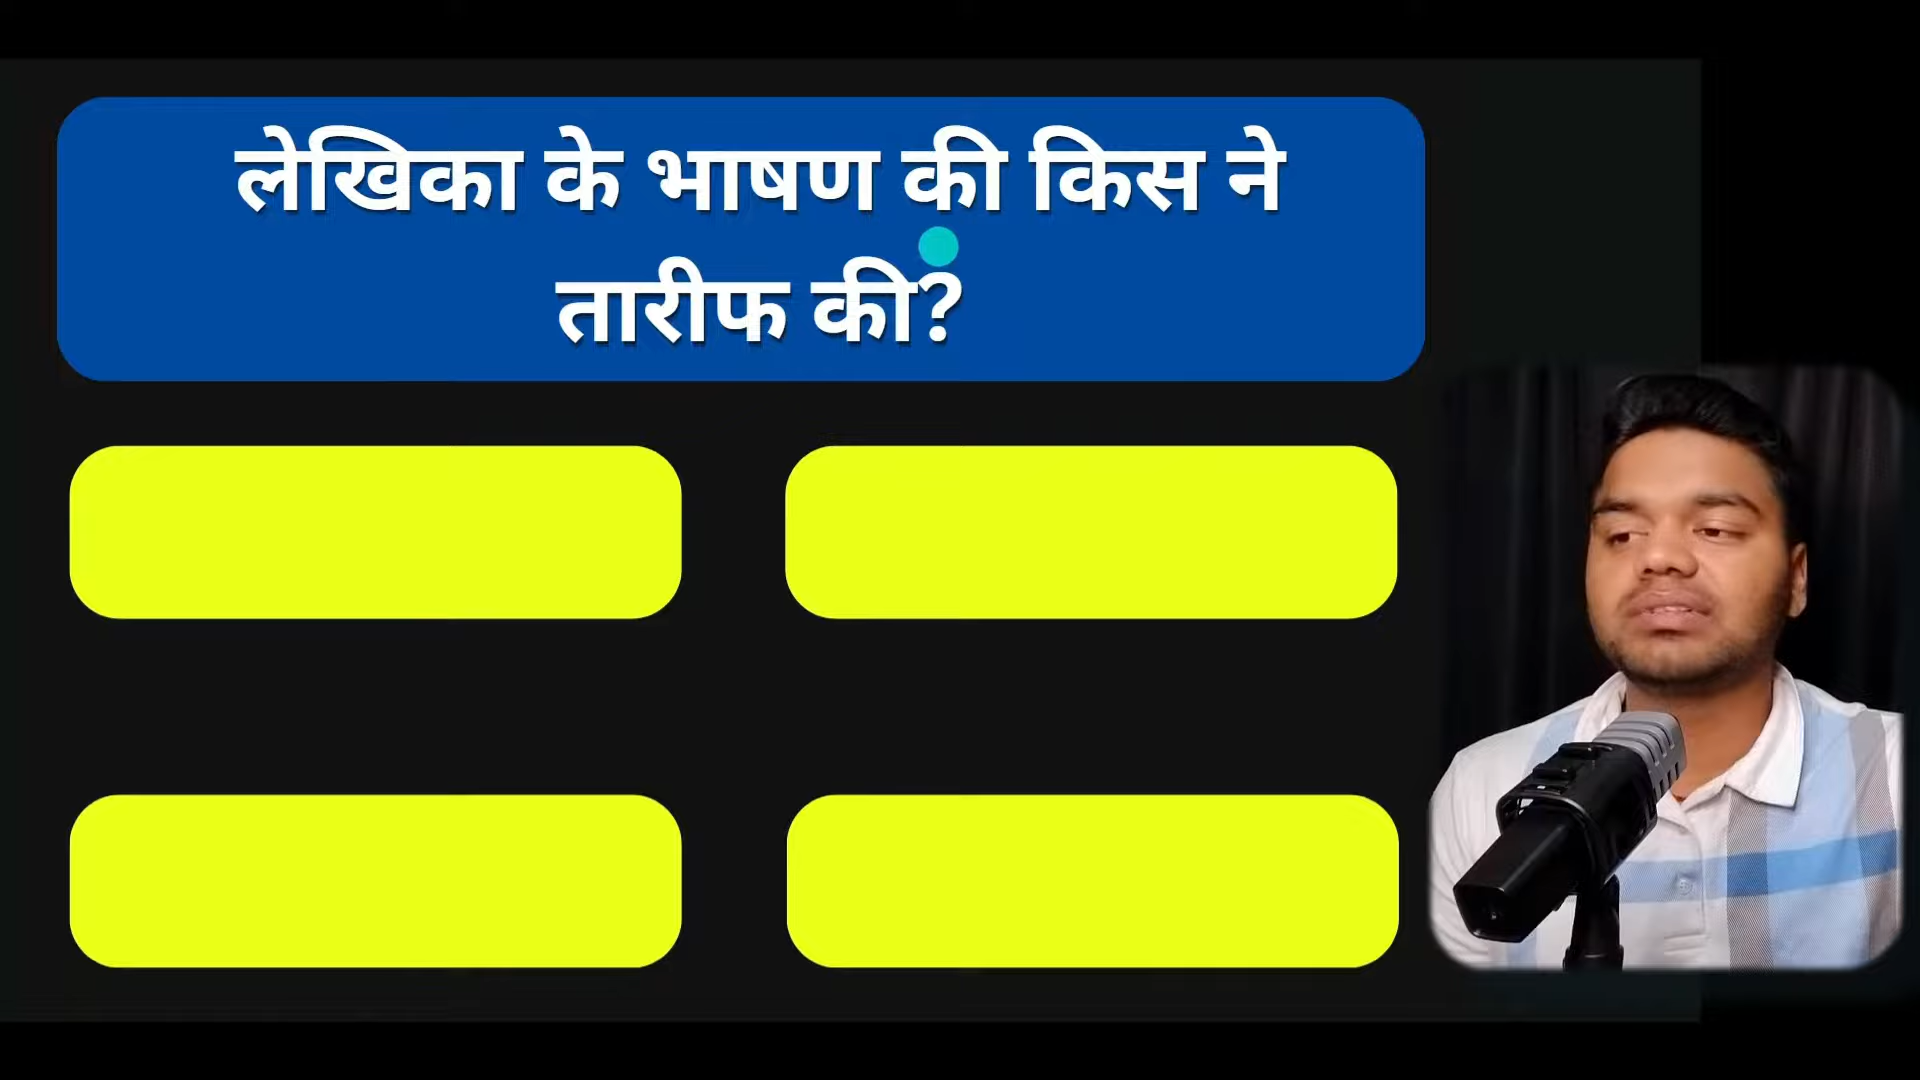 लेखिका के भाषण की किस ने
तारीफ की?